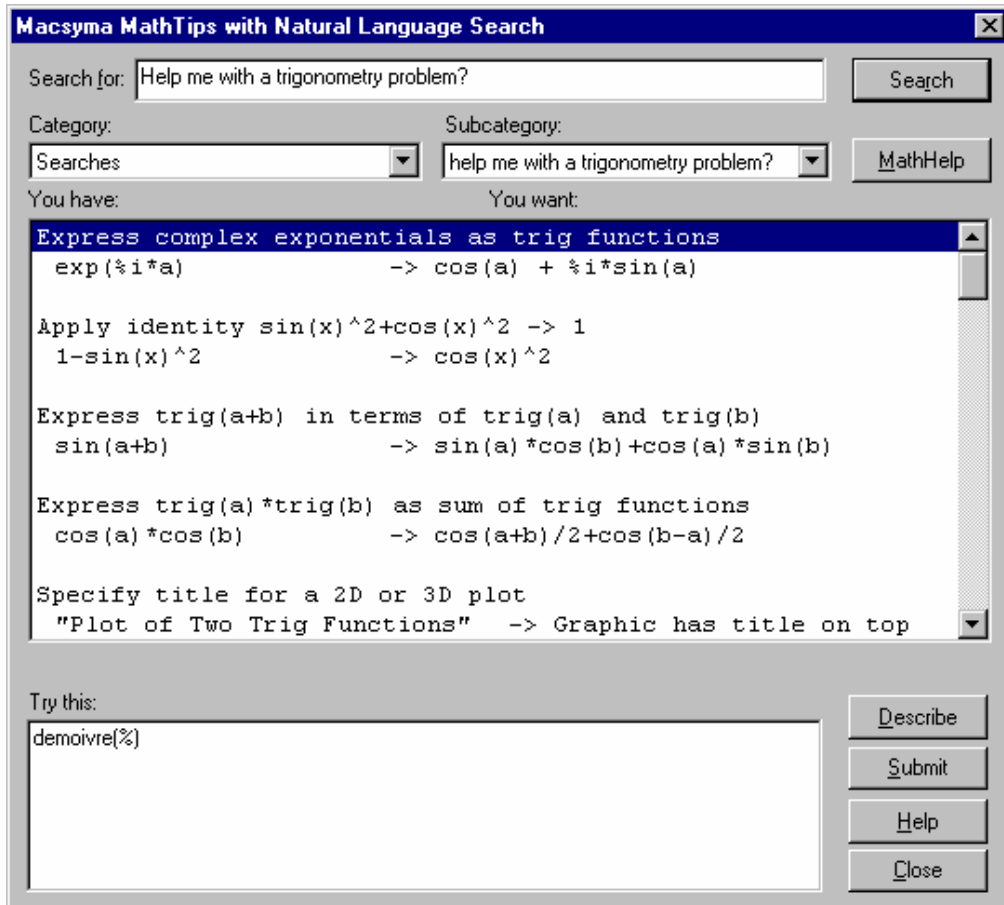 Macsyma MathTips with Natural Language Search
Search for: Help me with a trigonometry problem? Search
Category: Subcategory:
Searches help me with a trigonometry problem? MathHelp
You have: You want:
Express complex exponentials as trig functions
exp(%i*a) -> cos(a) + %i*sin(a)
Apply identity sin(x)^2+cos(x)^2 -> 1
1-sin(x)^2 -> cos(x)^2
Express trig(a+b) in terms of trig(a) and trig(b)
sin(a+b) -> sin(a)*cos(b)+cos(a)*sin(b)
Express trig(a)*trig(b) as sum of trig functions
cos(a)*cos(b) -> cos(a+b)/2+cos(b-a)/2
Specify title for a 2D or 3D plot
"Plot of Two Trig Functions" -> Graphic has title on top
Try this:
demoivre(%)
Describe
Submit
Help
Close